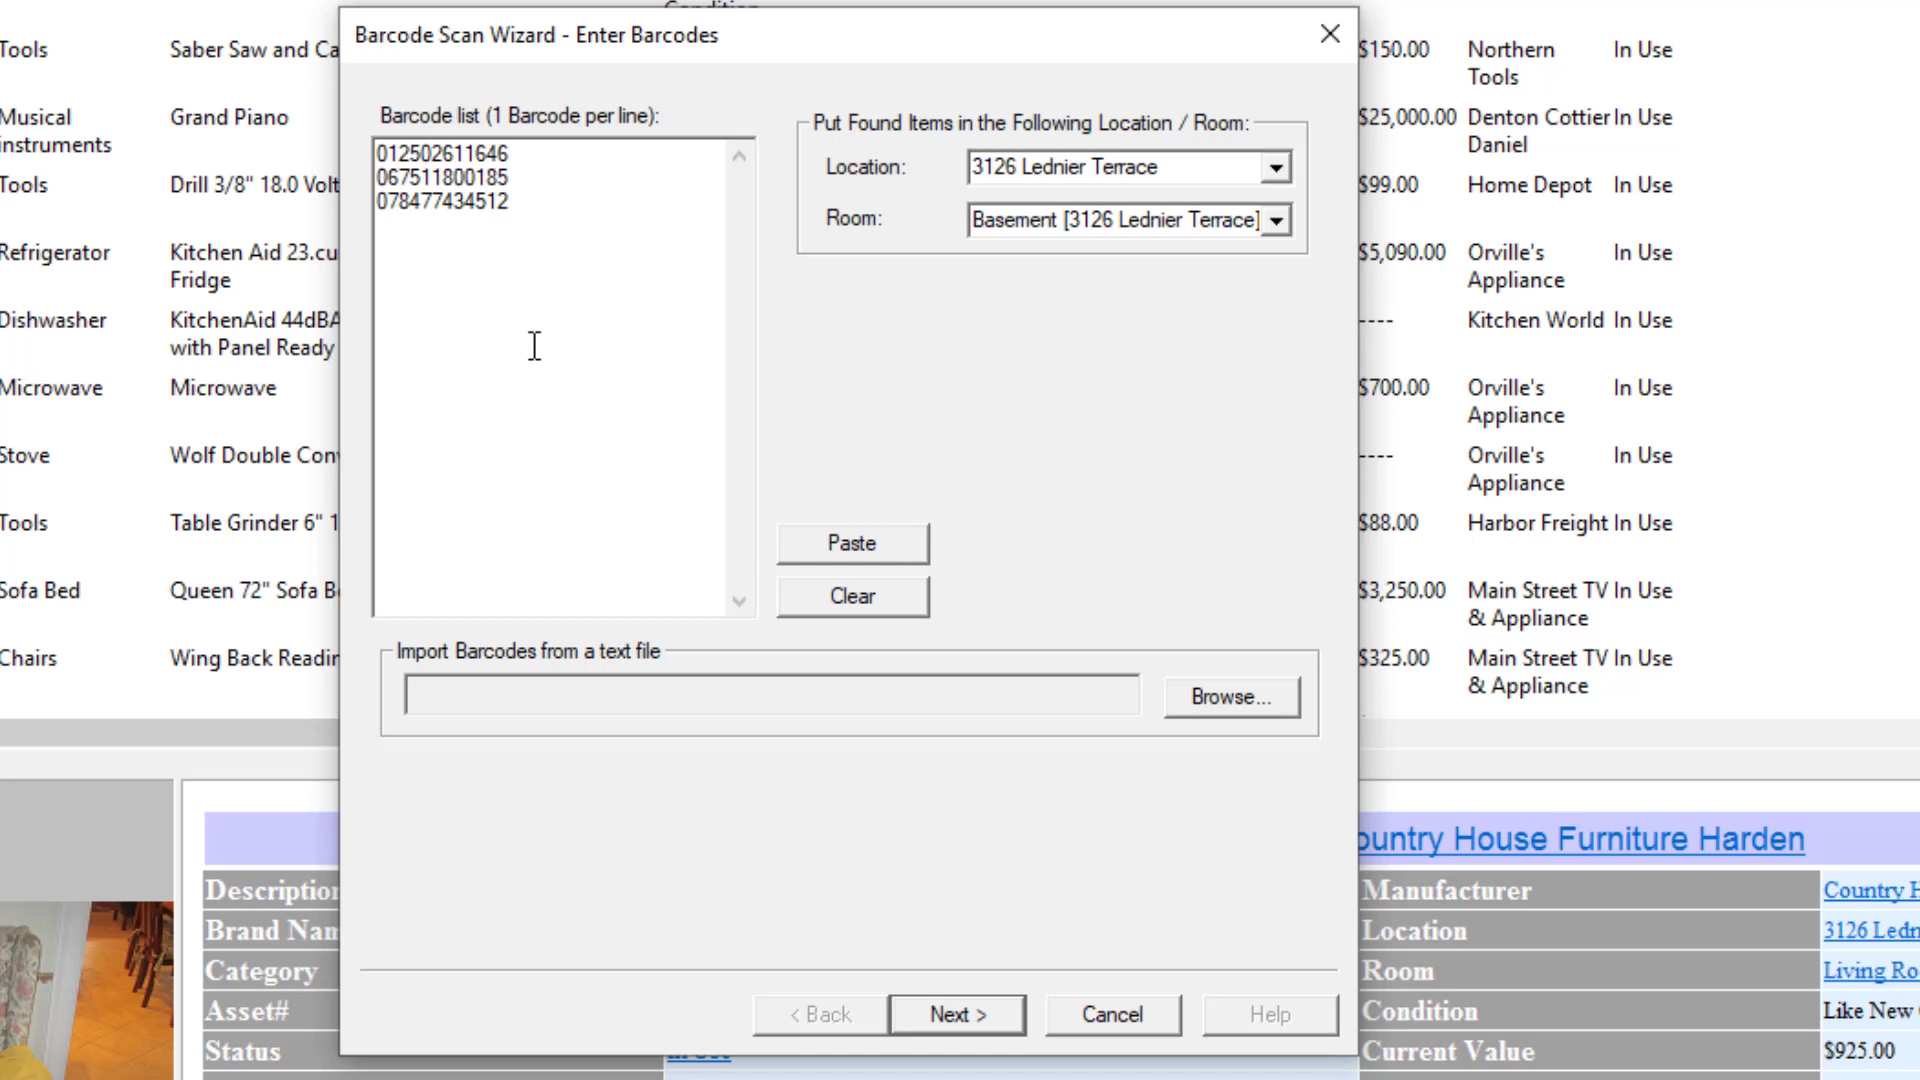 Barcode Scan Wizard - Enter Barcodes
Barcode list (1 Barcode per line):
012502611646
067511800185
078477434512
Put Found Items in the Following Location / Room:
Location: 3126 Lednier Terrace
Room: Basement [3126 Lednier Terrace]
Paste
Clear
Import Barcodes from a text file
Browse...
< Back
Next >
Cancel
Help
Tools Saber Saw and Ca
Musical Grand Piano
instruments
Tools Drill 3/8" 18.0 Volt
Refrigerator Kitchen Aid 23.cu
Fridge
Dishwasher KitchenAid 44dBA
with Panel Ready
Microwave Microwave
Stove Wolf Double Con
Tools Table Grinder 6" 1
Sofa Bed Queen 72" Sofa B
Chairs Wing Back Readin
$150.00 Northern In Use
Tools
$25,000.00 Denton Cottier In Use
Daniel
$99.00 Home Depot In Use
$5,090.00 Orville's In Use
Appliance
---- Kitchen World In Use
$700.00 Orville's In Use
Appliance
---- Orville's In Use
Appliance
$88.00 Harbor Freight In Use
$3,250.00 Main Street TV In Use
& Appliance
$325.00 Main Street TV In Use
& Appliance
ountry House Furniture Harden
Description
Brand Nam
Category
Asset#
Status
Manufacturer Country H
Location 3126 Ledn
Room Living Ro
Condition Like New
Current Value $925.00